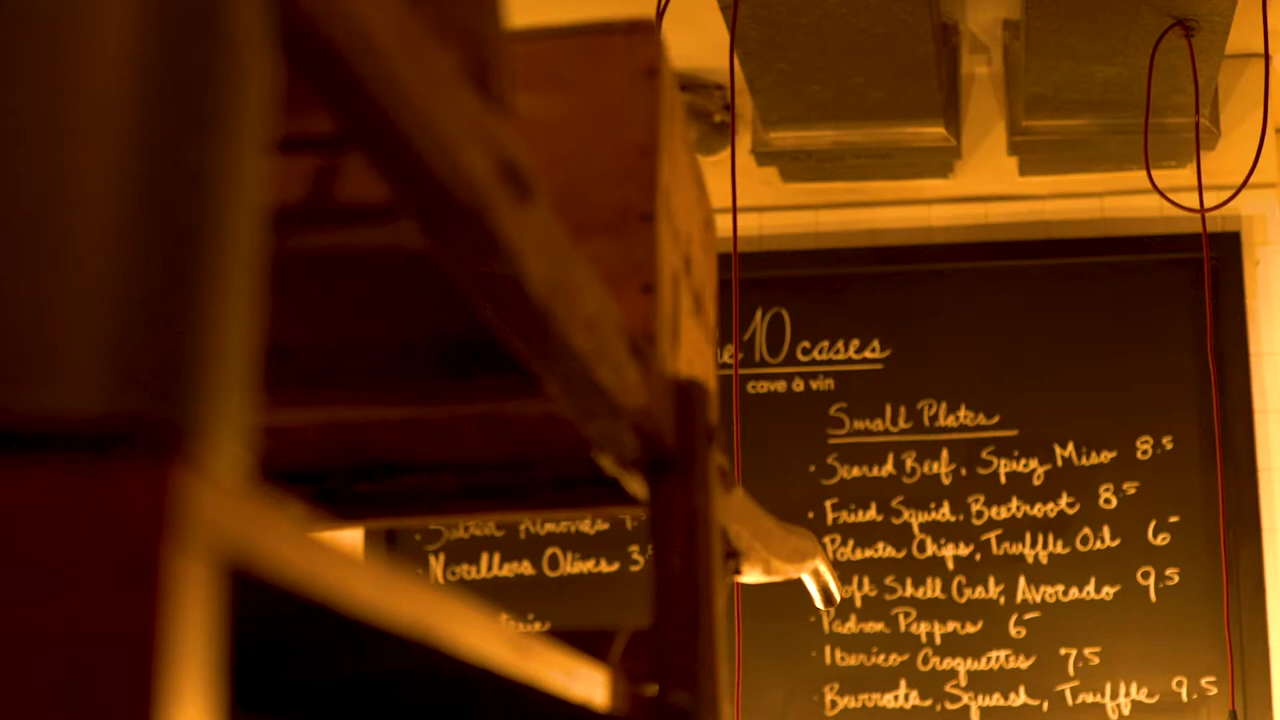 10 cases
cave à vin
Small Plates
· Seared Beef, Spicy Miso 8.5
· Fried Squid, Beetroot 8.5
Polenta Chips, Truffle Oil 6-
Soft Shell Crab, Avocado 9.5
· Padron Peppers 6-
· Iberico Croquettes 7.5
· Burrata, Squash, Truffle 9.5
· Salted Almonds
· Nocellara Olives 3.5